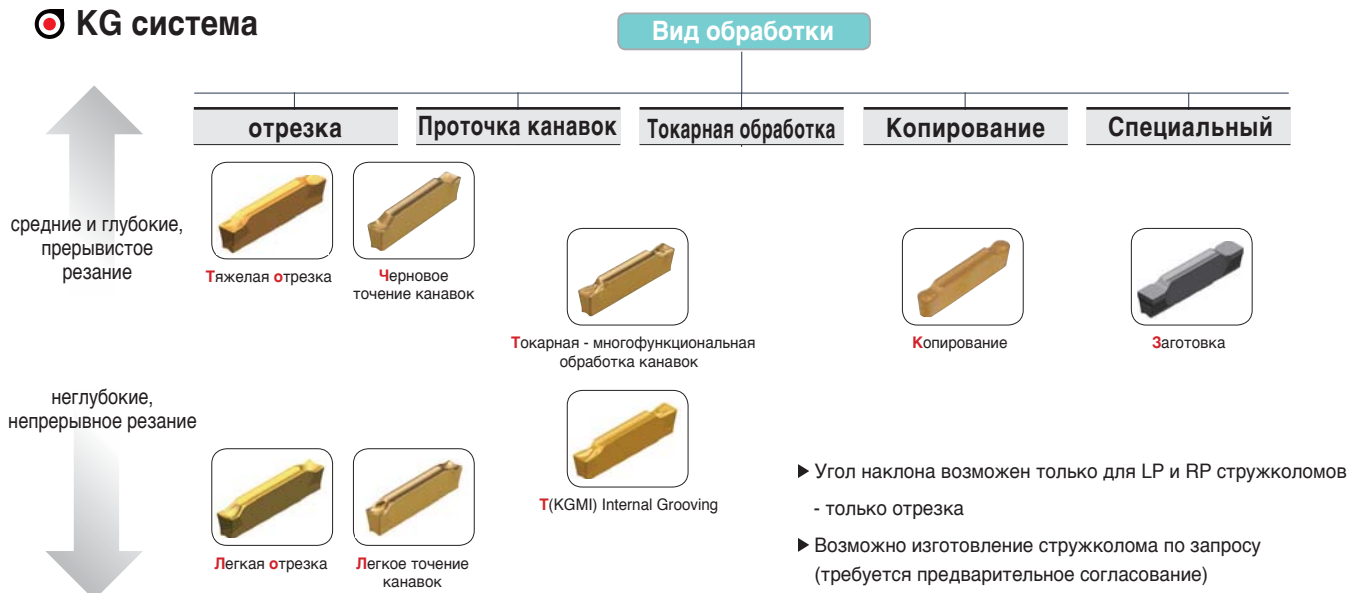 KG система
Вид обработки
отрезка
Проточка канавок
Токарная обработка
Копирование
Специальный
средние и глубокие,
прерывистое
резание
Тяжелая отрезка
Черновое
точение канавок
Токарная - многофункциональная
обработка канавок
Копирование
Заготовка
неглубокие,
непрерывное резание
Легкая отрезка
Легкое точение
канавок
Т(KGMI) Internal Grooving
▶ Угол наклона возможен только для LP и RP стружколомов
- только отрезка
▶ Возможно изготовление стружколома по запросу
(требуется предварительное согласование)